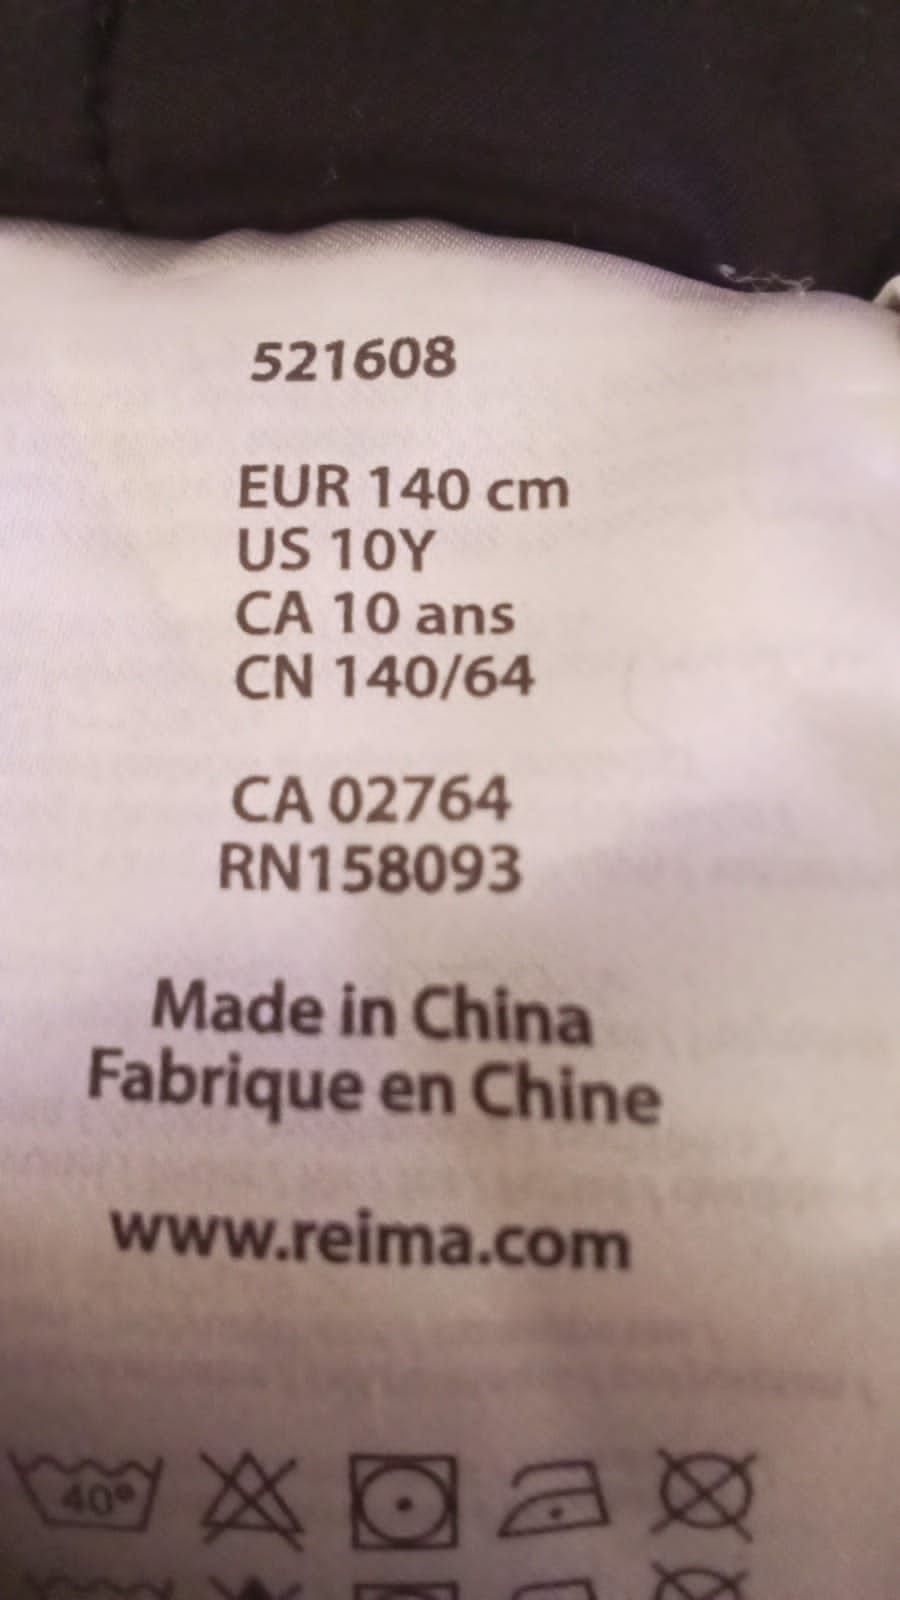 521608
EUR 140 cm
US 10Y
CA 10 ans
CN 140/64
CA 02764
RN158093
Made in China
Fabrique en Chine
www.reima.com
40°